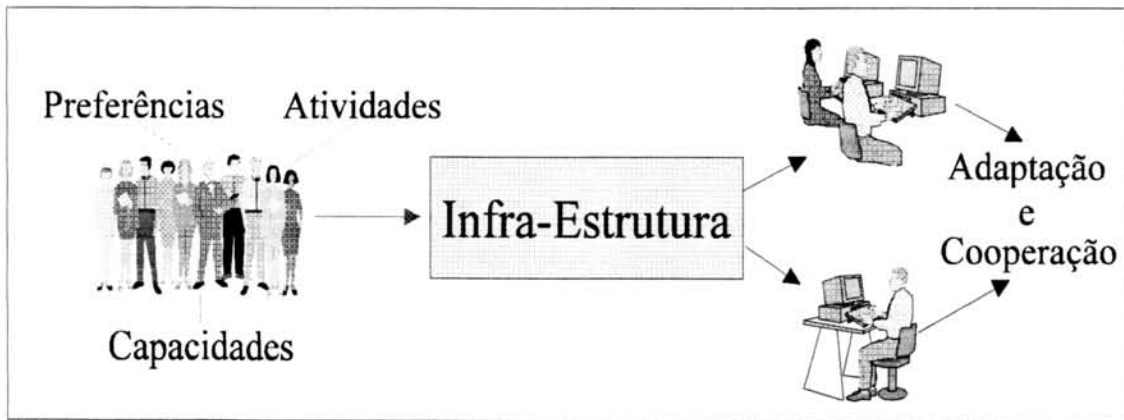 Preferências
Atividades
Capacidades
Infra-Estrutura
Adaptação
e
Cooperação